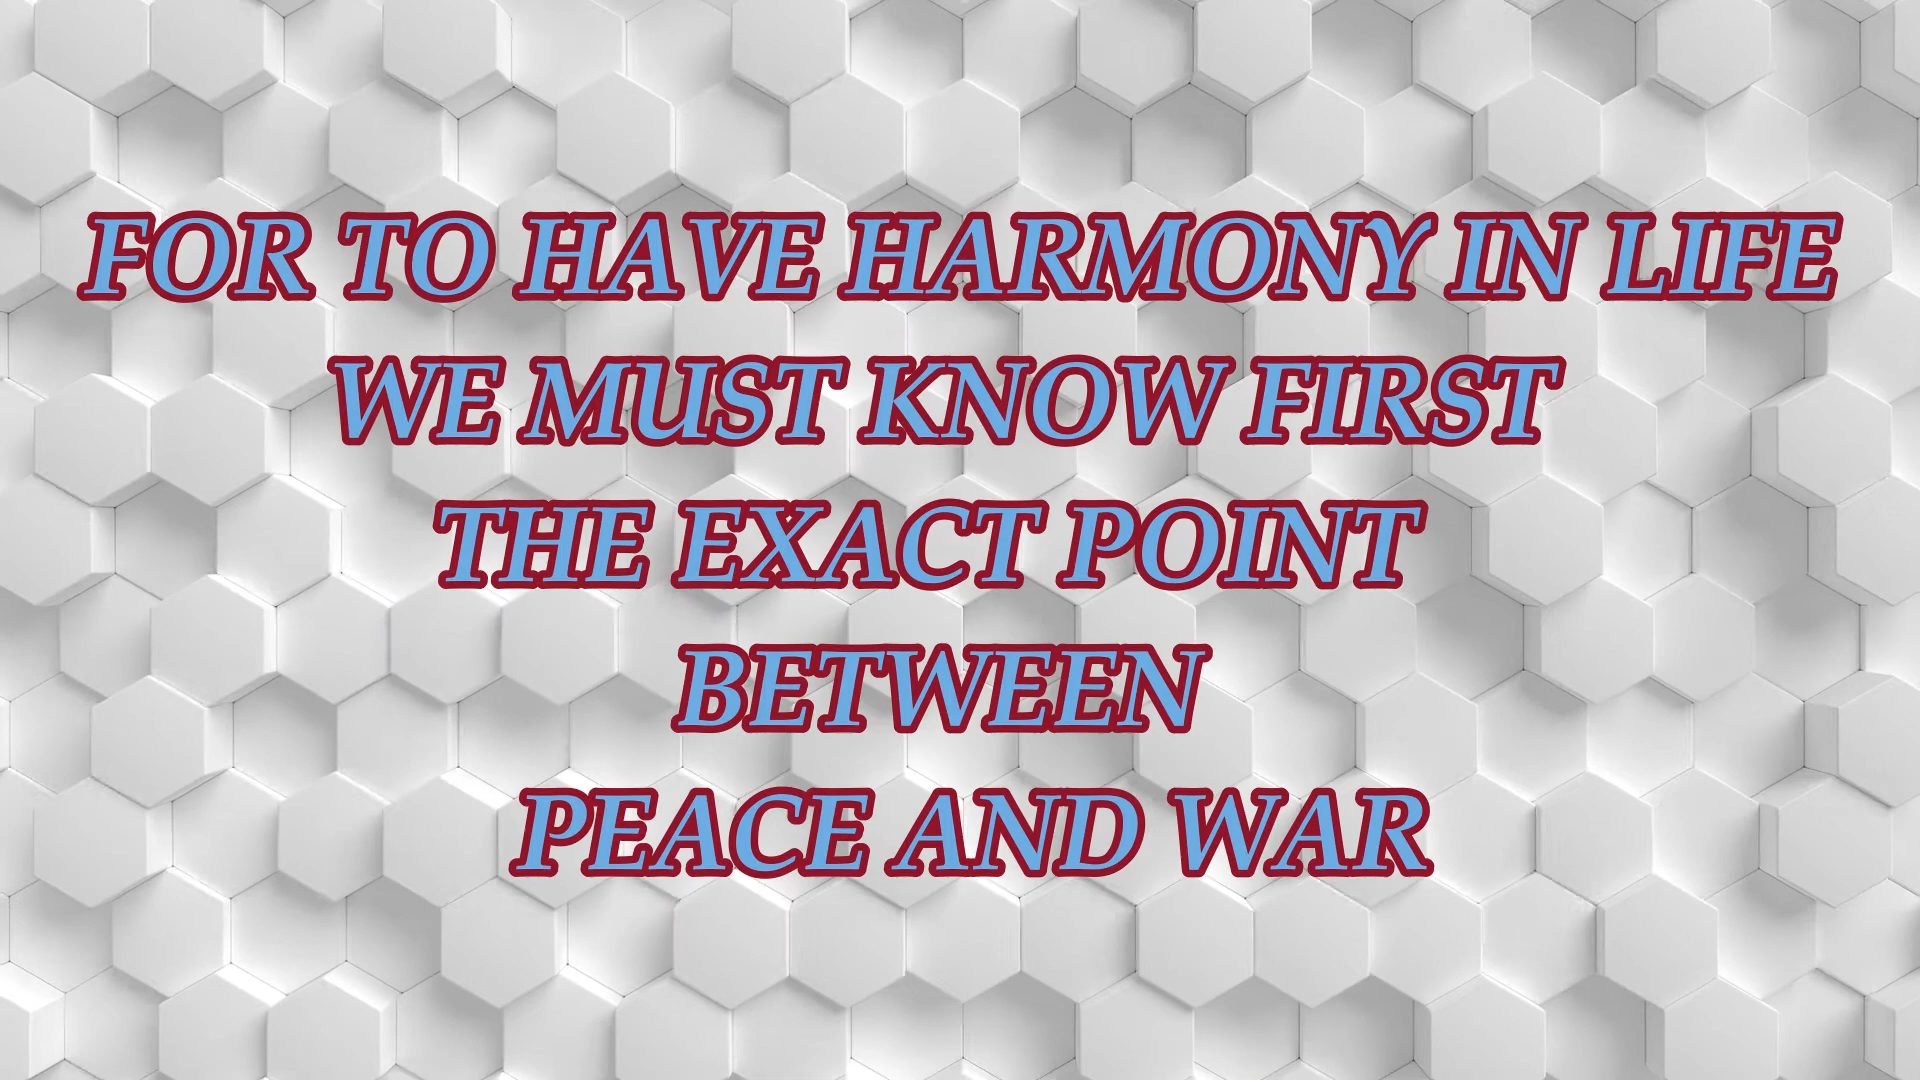 FOR TO HAVE HARMONY IN LIFE
WE MUST KNOW FIRST
THE EXACT POINT
BETWEEN
PEACE AND WAR